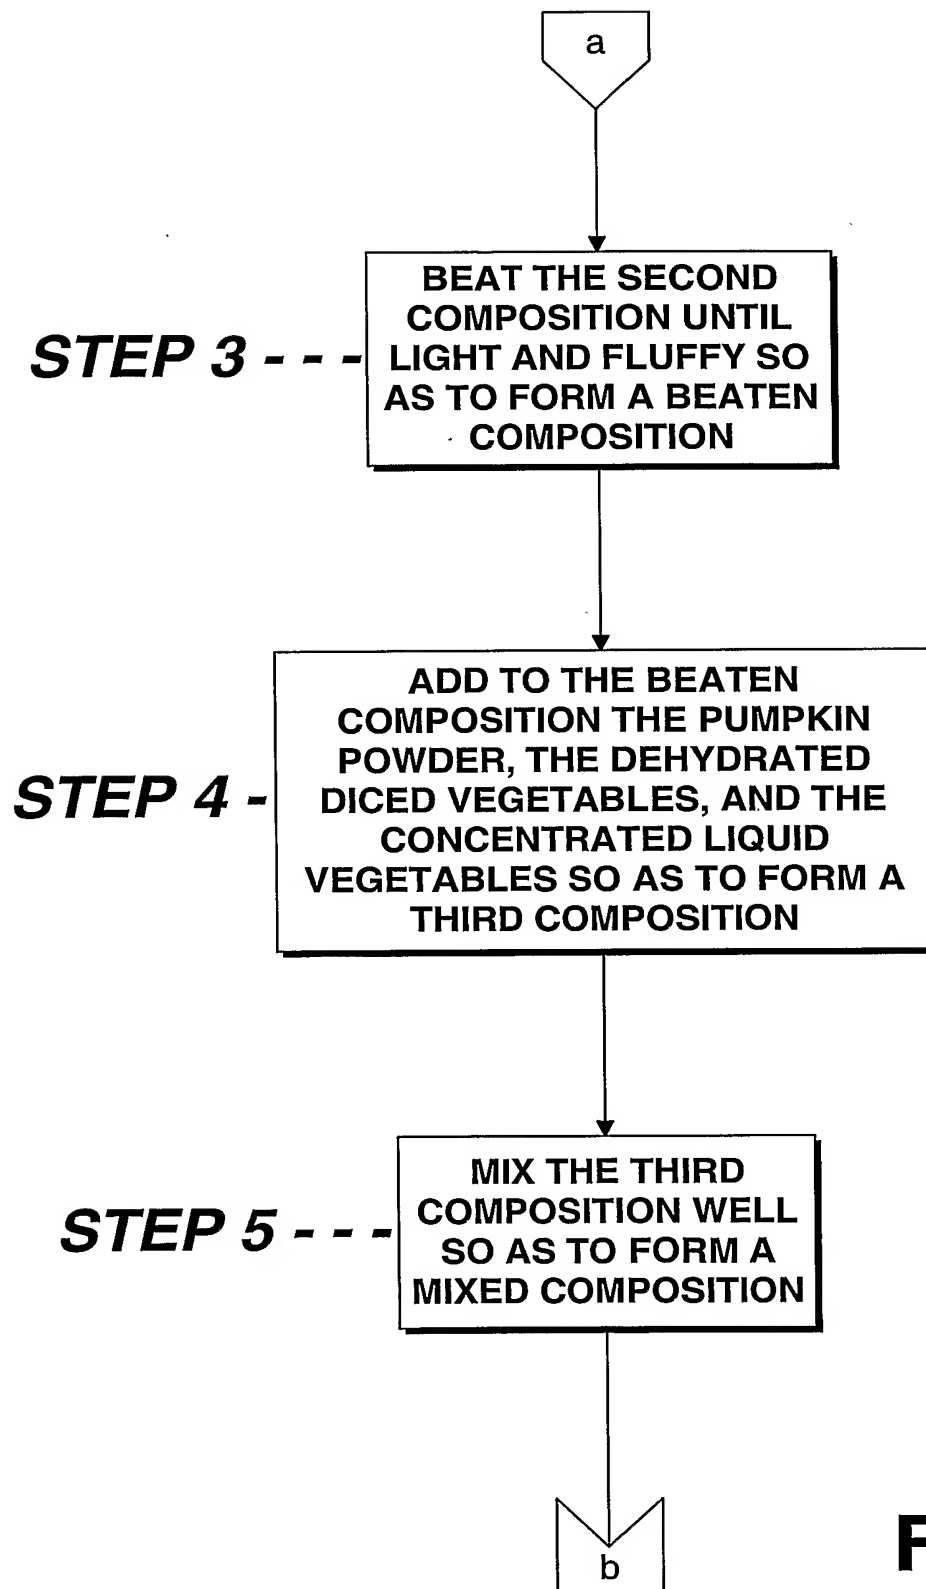 a
BEAT THE SECOND
COMPOSITION UNTIL
STEP 3 - - - LIGHT AND FLUFFY SO
AS TO FORM A BEATEN
COMPOSITION
ADD TO THE BEATEN
COMPOSITION THE PUMPKIN
POWDER, THE DEHYDRATED
STEP 4 - DICED VEGETABLES, AND THE
CONCENTRATED LIQUID
VEGETABLES SO AS TO FORM A
THIRD COMPOSITION
MIX THE THIRD
STEP 5 - - - COMPOSITION WELL
SO AS TO FORM A
MIXED COMPOSITION
b